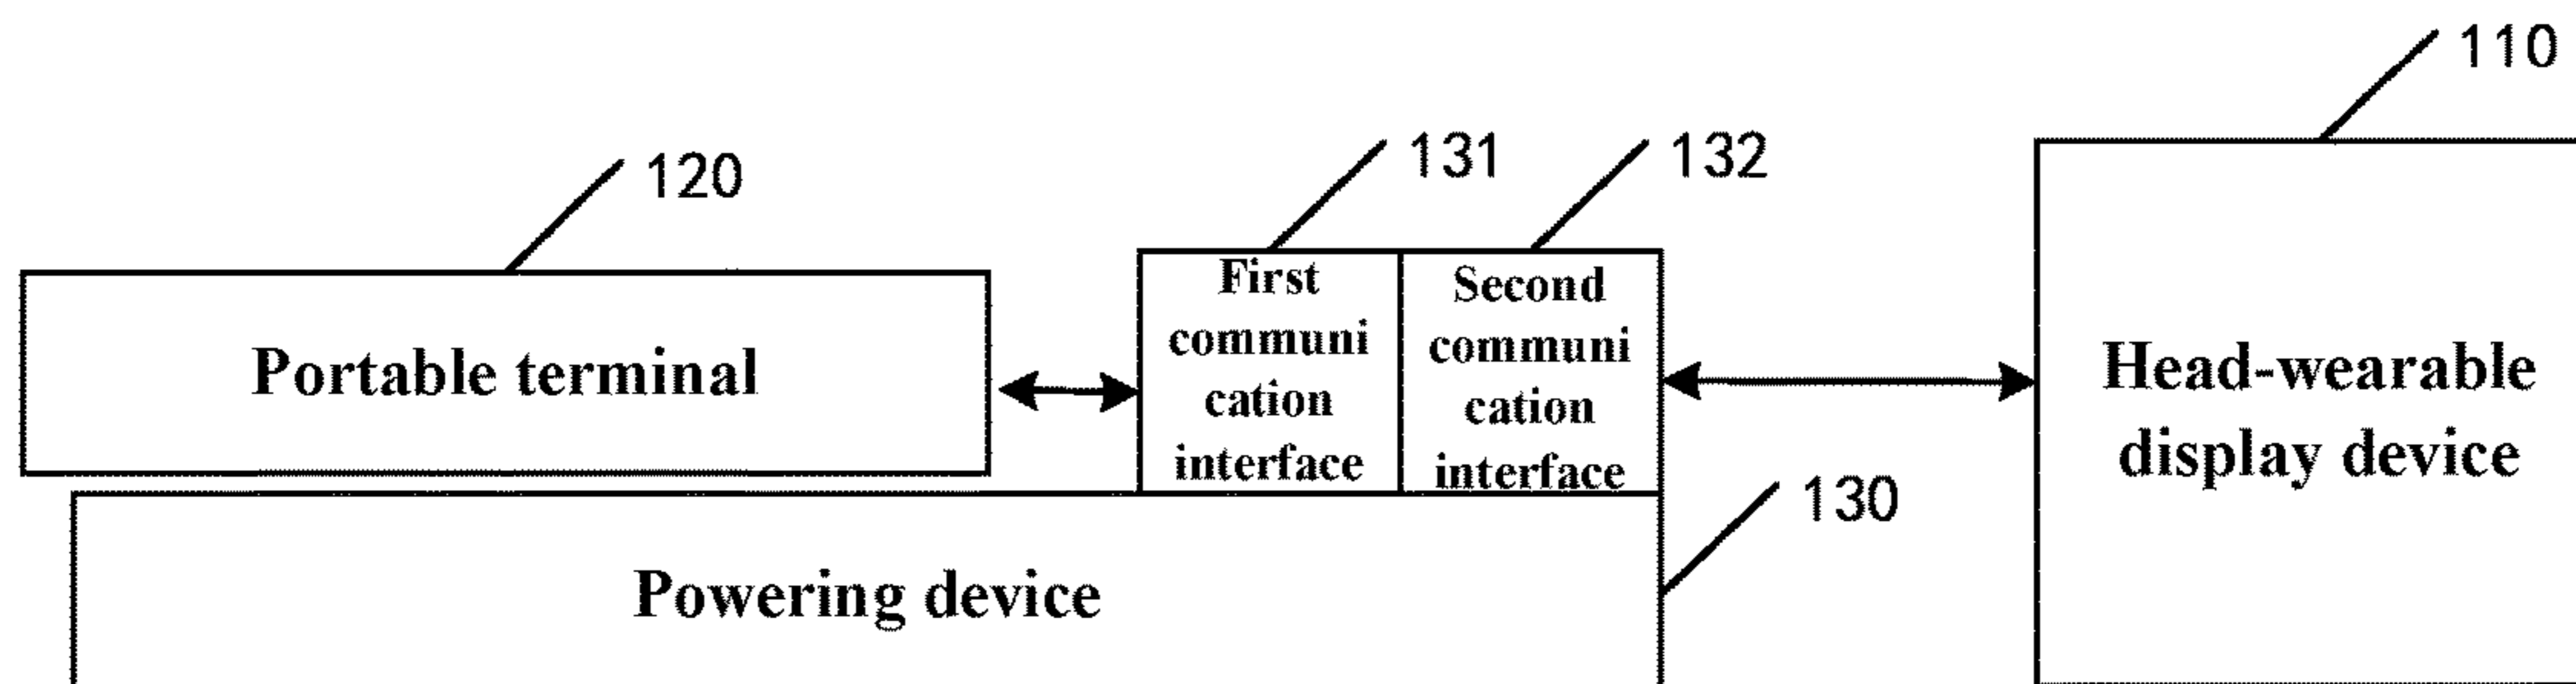 110
131
132
120
First
communi
cation
interface
Second
communi
cation
interface
Portable terminal
Head-wearable
display device
130
Powering device